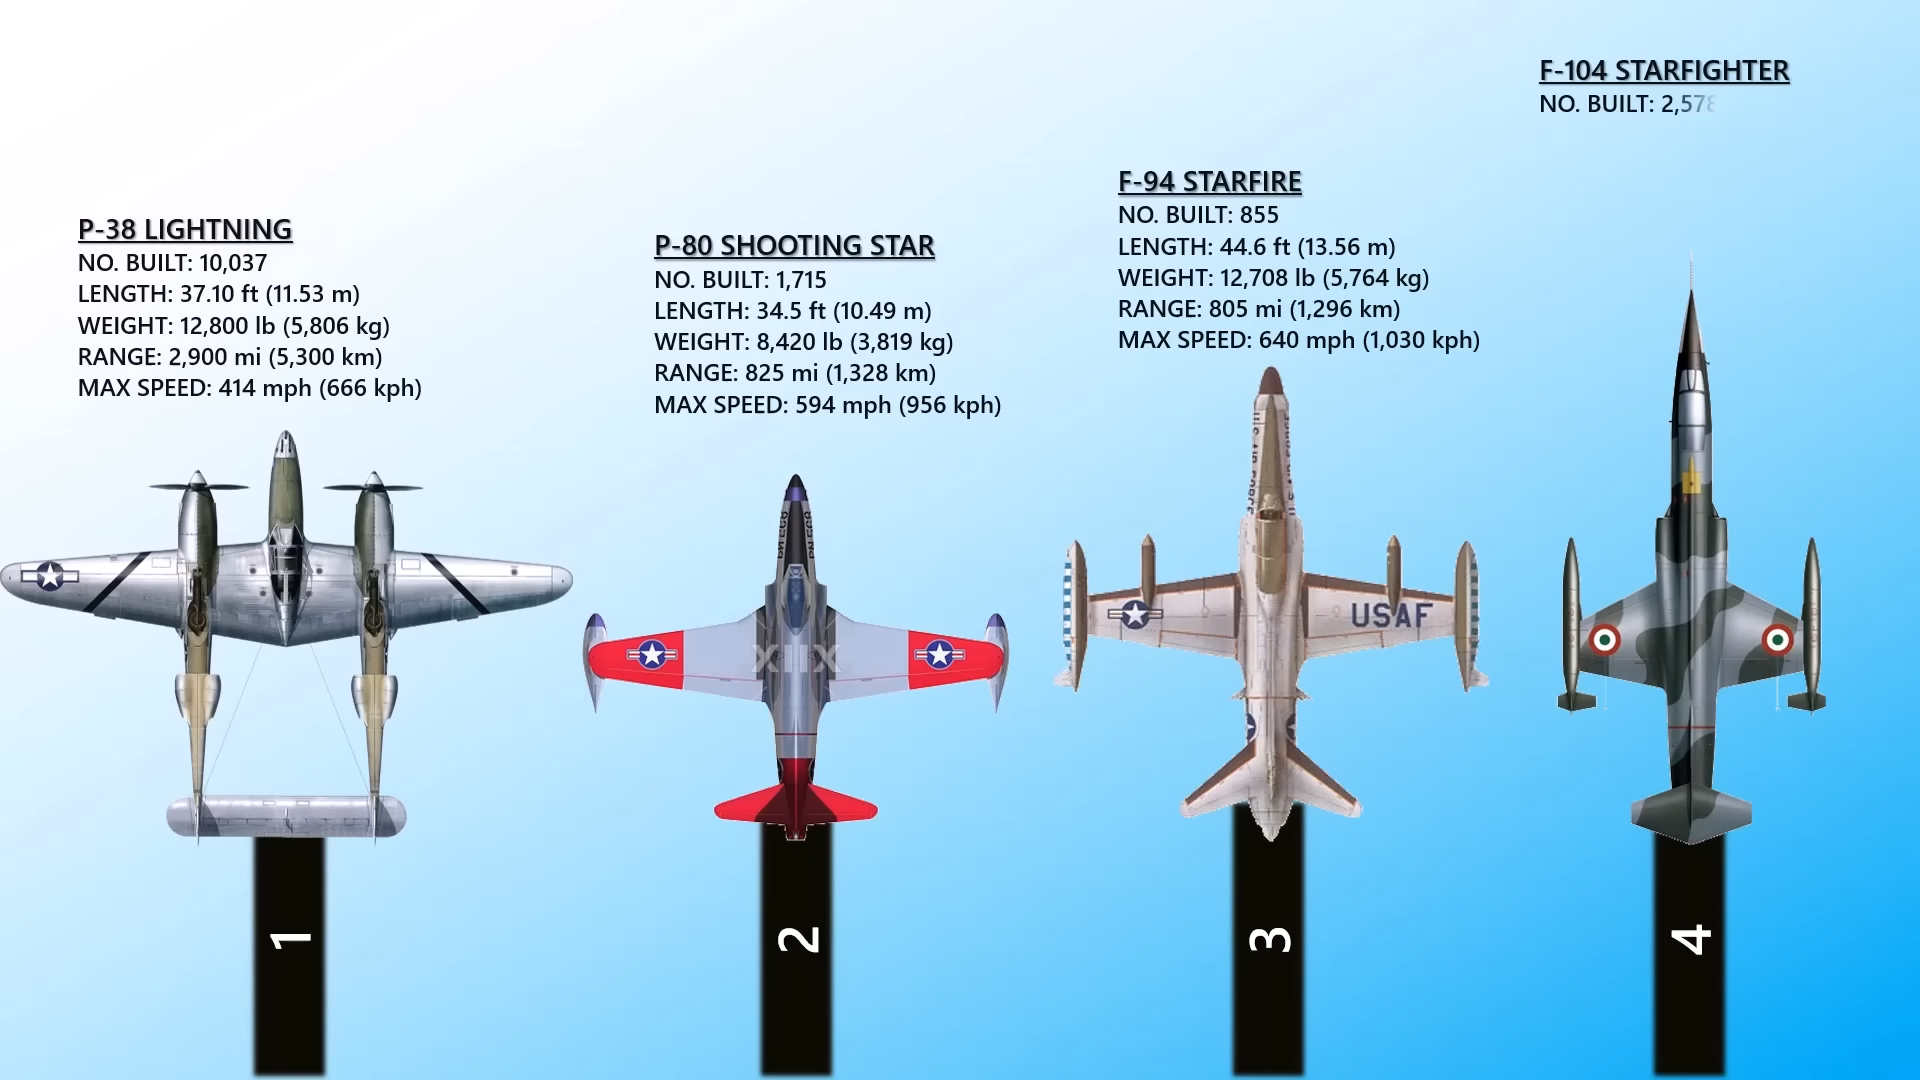 P-38 LIGHTNING
NO. BUILT: 10,037
LENGTH: 37.10 ft (11.53 m)
WEIGHT: 12,800 lb (5,806 kg)
RANGE: 2,900 mi (5,300 km)
MAX SPEED: 414 mph (666 kph)
P-80 SHOOTING STAR
NO. BUILT: 1,715
LENGTH: 34.5 ft (10.49 m)
WEIGHT: 8,420 lb (3,819 kg)
RANGE: 825 mi (1,328 km)
MAX SPEED: 594 mph (956 kph)
F-94 STARFIRE
NO. BUILT: 855
LENGTH: 44.6 ft (13.56 m)
WEIGHT: 12,708 lb (5,764 kg)
RANGE: 805 mi (1,296 km)
MAX SPEED: 640 mph (1,030 kph)
F-104 STARFIGHTER
NO. BUILT: 2,578
USAF
1
2
3
4